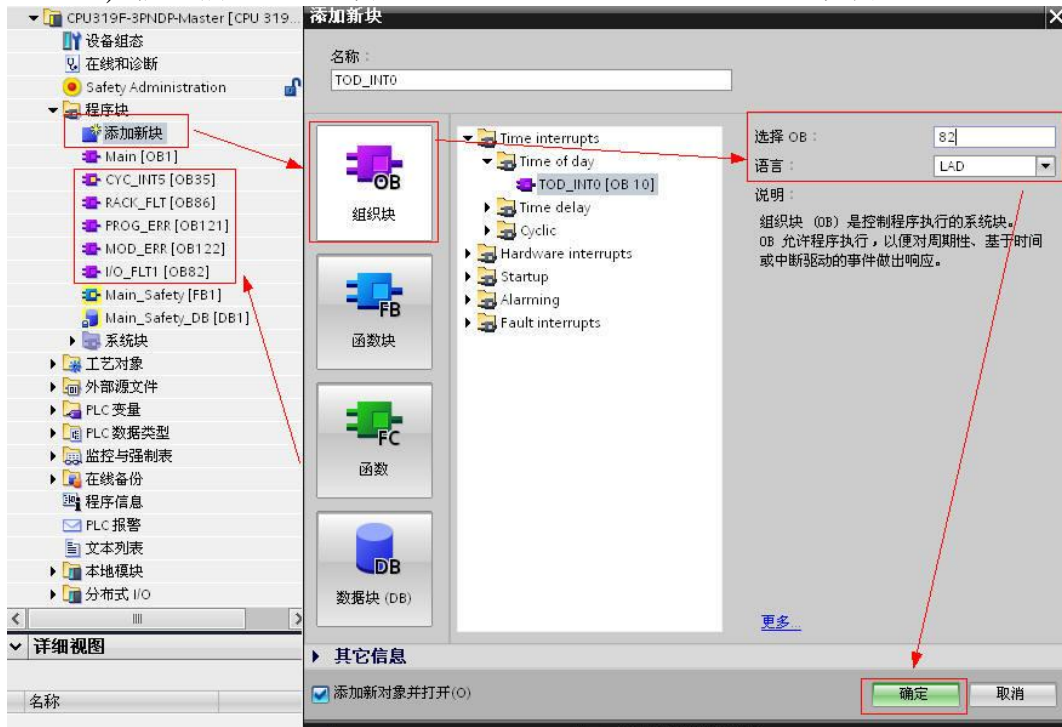 CPU319F-3PNDP-Master [CPU 319...
设备组态
在线和诊断
Safety Administration
程序块
添加新块
Main [OB1]
CYC_INT5 [OB35]
RACK_FLT [OB86]
PROG_ERR [OB121]
MOD_ERR [OB122]
I/O_FLT1 [OB82]
Main_Safety [FB1]
Main_Safety_DB [DB1]
系统块
工艺对象
外部源文件
PLC 变量
PLC 数据类型
监控与强制表
在线备份
程序信息
PLC 报警
文本列表
本地模块
分布式 I/O
详细视图
名称
添加新块
名称：
TOD_INT0
OB
组织块
FB
函数块
FC
函数
DB
数据块 (DB)
Time interrupts
Time of day
TOD_INT0 [OB 10]
Time delay
Cyclic
Hardware interrupts
Startup
Alarming
Fault interrupts
选择 OB：
82
语言：
LAD
说明：
组织块 (OB) 是控制程序执行的系统块。
OB 允许程序执行，以便对周期性、基于时间
或中断驱动的事件做出响应。
更多...
其它信息
添加新对象并打开(O)
确定
取消